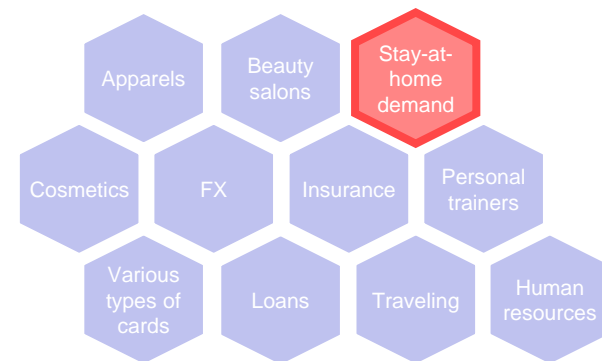 Apparels
Beauty
salons
Stay-at-
home
demand
Cosmetics
FX
Insurance
Personal
trainers
Various
types of
cards
Loans
Traveling
Human
resources